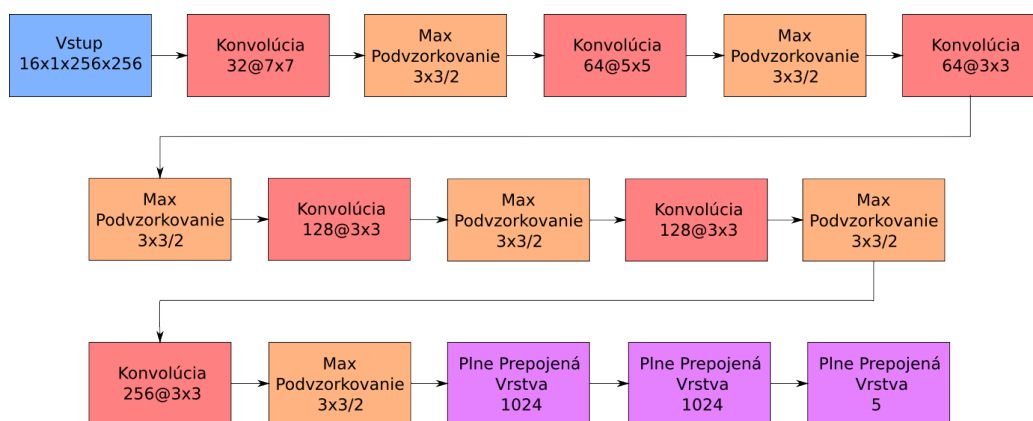 Vstup
16x1x256x256
Konvolúcia
32@7x7
Max
Podvzorkovanie
3x3/2
Konvolúcia
64@5x5
Max
Podvzorkovanie
3x3/2
Konvolúcia
64@3x3
Max
Podvzorkovanie
3x3/2
Konvolúcia
128@3x3
Max
Podvzorkovanie
3x3/2
Konvolúcia
128@3x3
Max
Podvzorkovanie
3x3/2
Konvolúcia
256@3x3
Max
Podvzorkovanie
3x3/2
Plne Prepojená
Vrstva
1024
Plne Prepojená
Vrstva
1024
Plne Prepojená
Vrstva
5